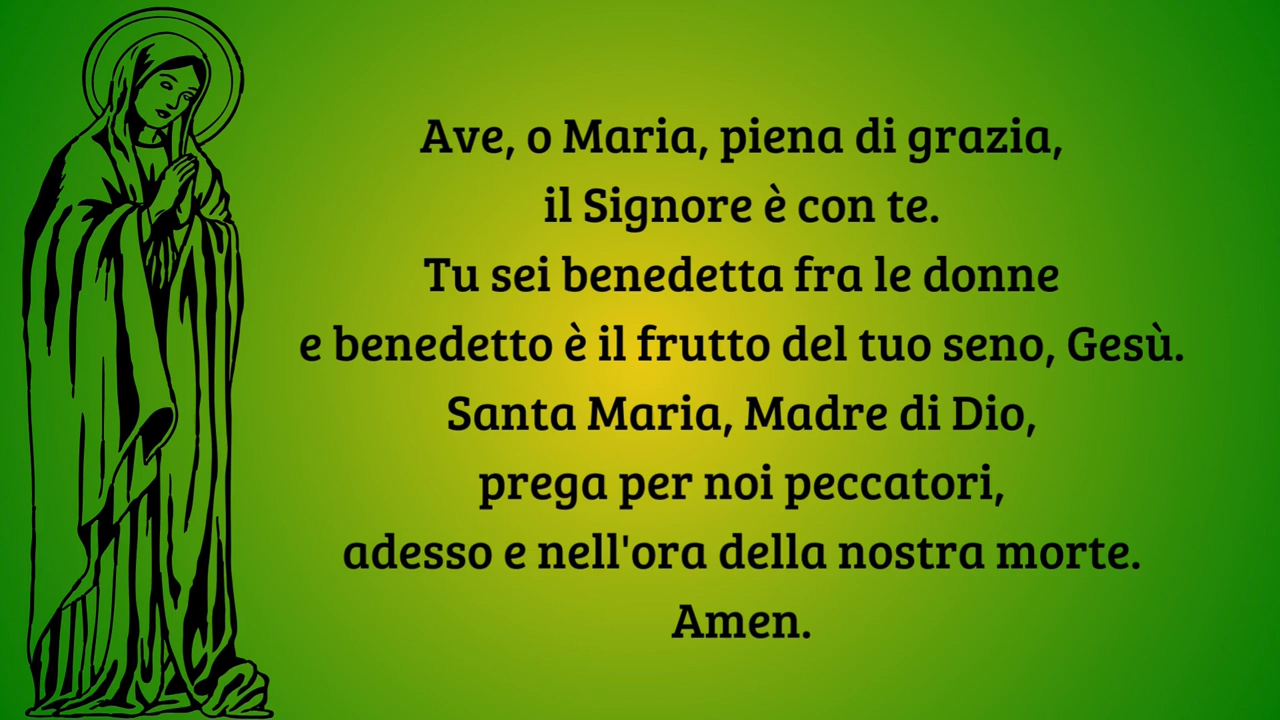 Ave, o Maria, piena di grazia,
il Signore è con te.
Tu sei benedetta fra le donne
e benedetto è il frutto del tuo seno, Gesù.
Santa Maria, Madre di Dio,
prega per noi peccatori,
adesso e nell'ora della nostra morte.
Amen.